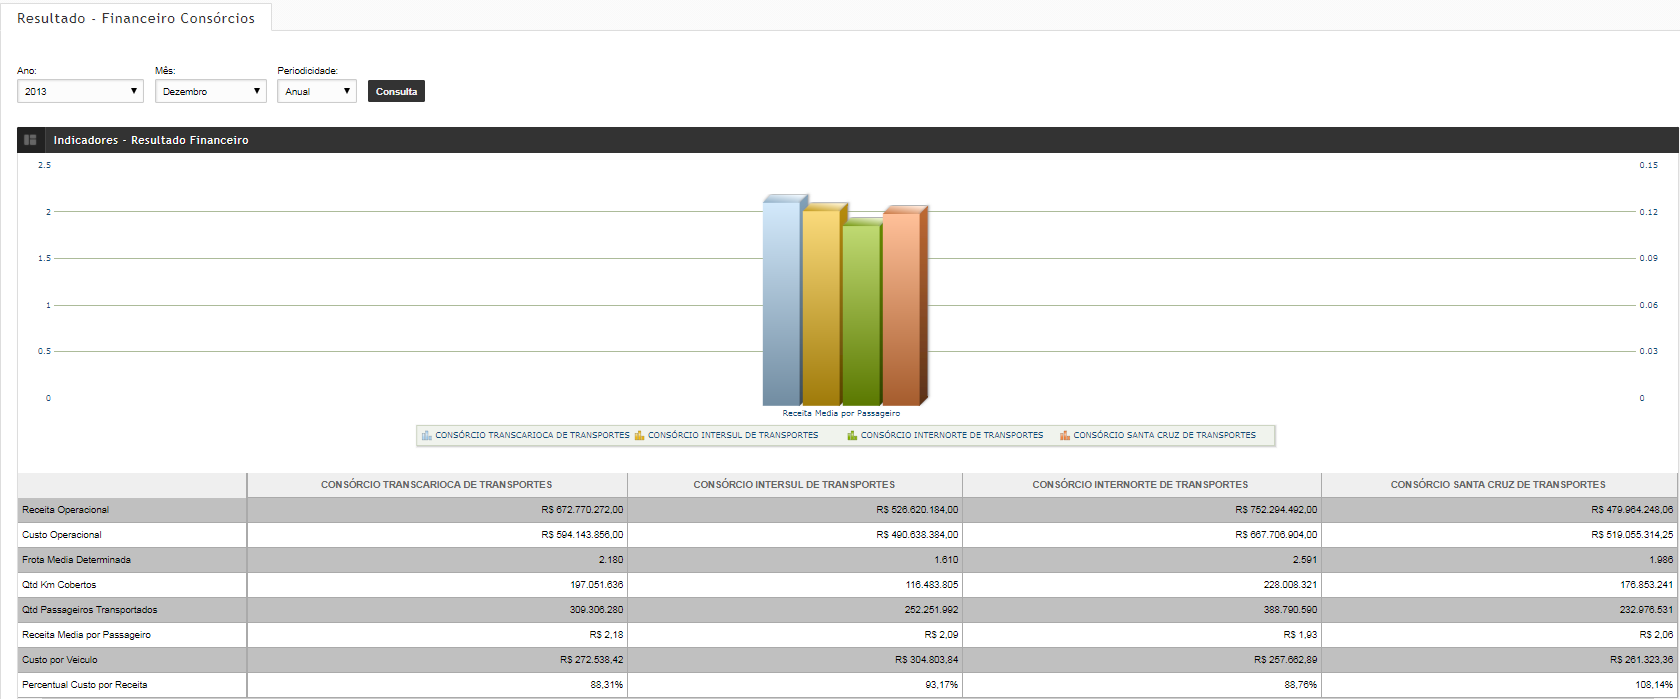 Resultado - Financeiro Consórcios
Ano: Mês: Periodicidade:
2013 Dezembro Anual Consulta
Indicadores - Resultado Financeiro
2.5 0.15
2 0.12
1.5 0.09
1 0.06
0.5 0.03
0 0
Receita Media por Passageiro
CONSÓRCIO TRANSCARIOCA DE TRANSPORTES CONSÓRCIO INTERSUL DE TRANSPORTES CONSÓRCIO INTERNORTE DE TRANSPORTES CONSÓRCIO SANTA CRUZ DE TRANSPORTES
CONSÓRCIO TRANSCARIOCA DE TRANSPORTES CONSÓRCIO INTERSUL DE TRANSPORTES CONSÓRCIO INTERNORTE DE TRANSPORTES CONSÓRCIO SANTA CRUZ DE TRANSPORTES
Receita Operacional R$ 672.770.272,00 R$ 526.620.184,00 R$ 752.294.492,00 R$ 479.964.248,06
Custo Operacional R$ 594.143.856,00 R$ 490.638.384,00 R$ 667.706.904,00 R$ 519.055.314,25
Frota Media Determinada 2.180 1.610 2.591 1.986
Qtd Km Cobertos 197.051.636 116.483.805 228.008.321 176.853.241
Qtd Passageiros Transportados 309.306.280 252.251.992 388.790.590 232.976.531
Receita Media por Passageiro R$ 2,18 R$ 2,09 R$ 1,93 R$ 2,06
Custo por Veiculo R$ 272.538,42 R$ 304.803,84 R$ 257.662,89 R$ 261.323,36
Percentual Custo por Receita 88,31% 93,17% 88,76% 108,14%